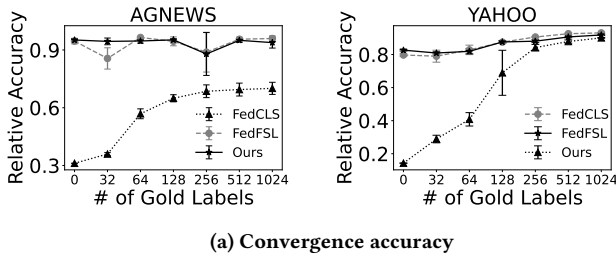 AGNEWS
Relative Accuracy
0.9
0.6
0.3
FedCLS
FedFSL
Ours
0 32 64 128 256 512 1024
# of Gold Labels
YAHOO
Relative Accuracy
0.8
0.6
0.4
0.2
FedCLS
FedFSL
Ours
0 32 64 128 256 512 1024
# of Gold Labels
(a) Convergence accuracy